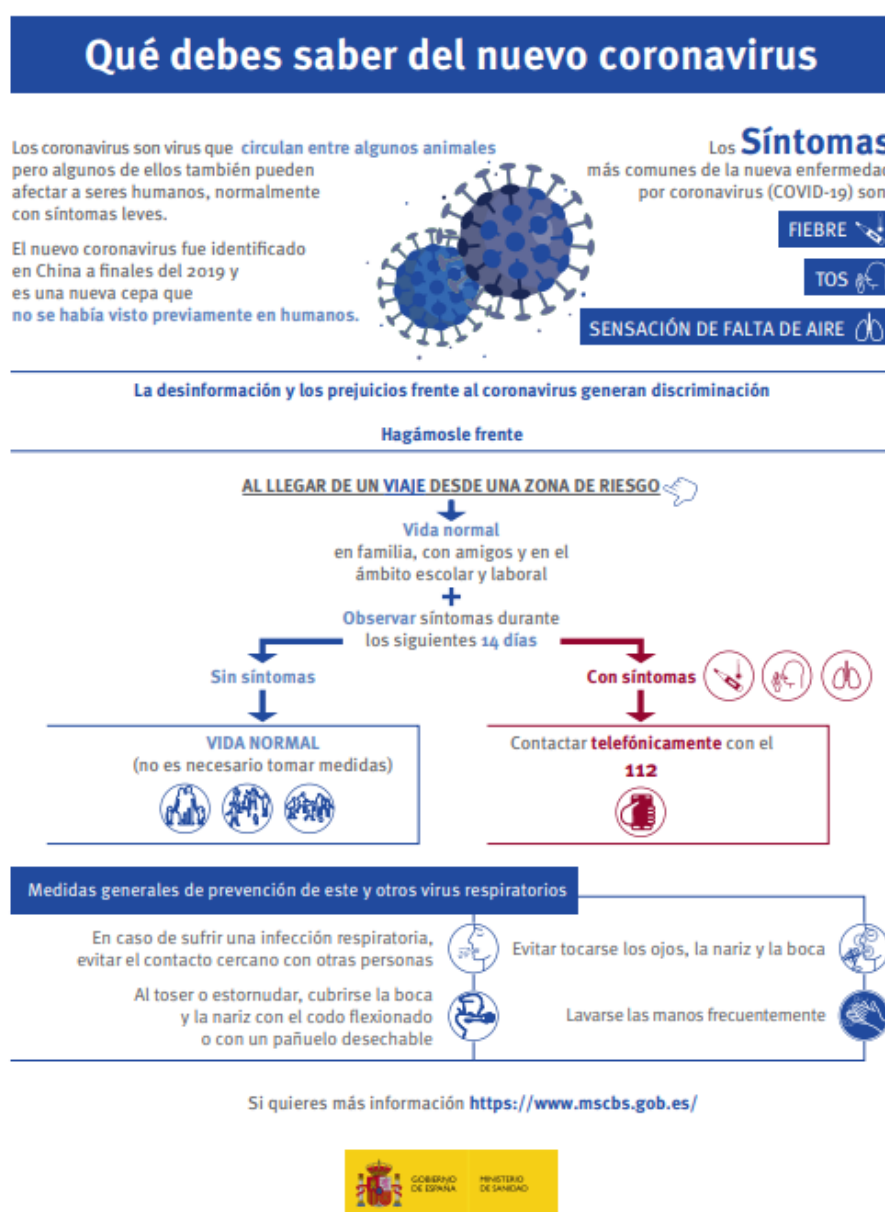 Qué debes saber del nuevo coronavirus
Los coronavirus son virus que circulan entre algunos animales
pero algunos de ellos también pueden
afectar a seres humanos, normalmente
con síntomas leves.
El nuevo coronavirus fue identificado
en China a finales del 2019 y
es una nueva cepa que
no se había visto previamente en humanos.
Los Síntomas
más comunes de la nueva enfermedad
por coronavirus (COVID-19) son
FIEBRE
TOS
SENSACIÓN DE FALTA DE AIRE
La desinformación y los prejuicios frente al coronavirus generan discriminación
Hagámosle frente
AL LLEGAR DE UN VIAJE DESDE UNA ZONA DE RIESGO
Vida normal
en familia, con amigos y en el
ámbito escolar y laboral
+
Observar síntomas durante
los siguientes 14 días
Sin síntomas
VIDA NORMAL
(no es necesario tomar medidas)
Con síntomas
Contactar telefónicamente con el
112
Medidas generales de prevención de este y otros virus respiratorios
En caso de sufrir una infección respiratoria,
evitar el contacto cercano con otras personas
Al toser o estornudar, cubrirse la boca
y la nariz con el codo flexionado
o con un pañuelo desechable
Evitar tocarse los ojos, la nariz y la boca
Lavarse las manos frecuentemente
Si quieres más información https://www.mscbs.gob.es/
GOBIERNO
DE ESPAÑA
MINISTERIO
DE SANIDAD